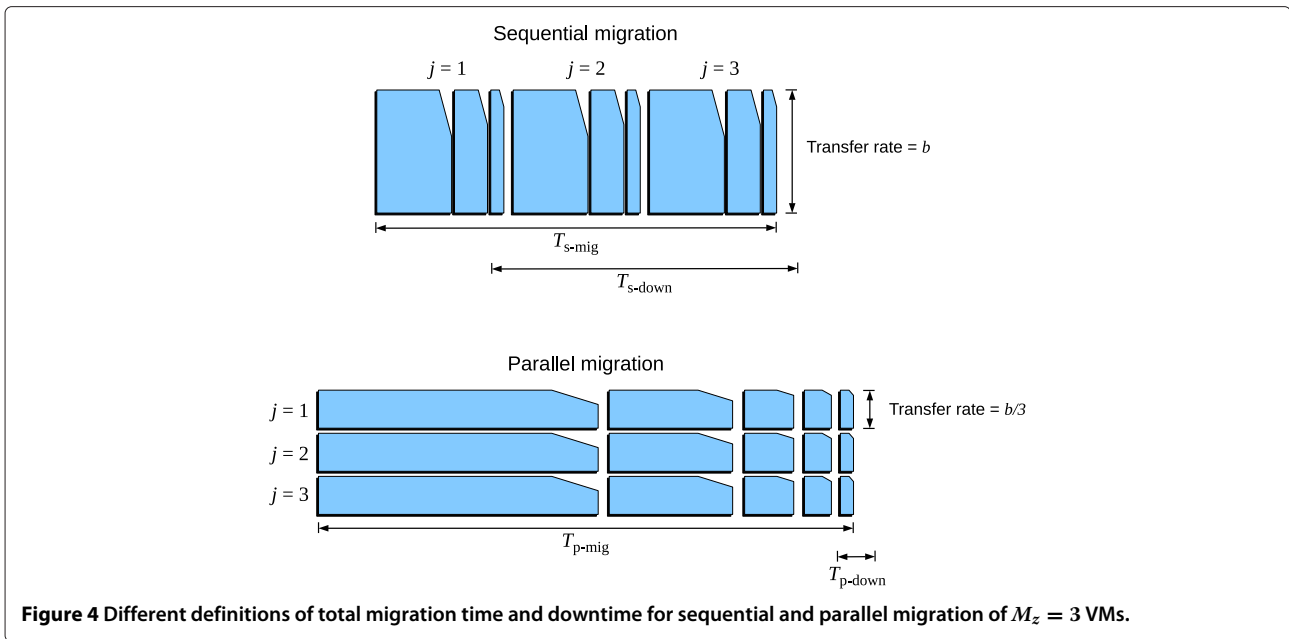 Sequential migration
j = 1 j = 2 j = 3
Transfer rate = b
T_s-mig
T_s-down
Parallel migration
j = 1
Transfer rate = b/3
j = 2
j = 3
T_p-mig
T_p-down
Figure 4 Different definitions of total migration time and downtime for sequential and parallel migration of M_z = 3 VMs.